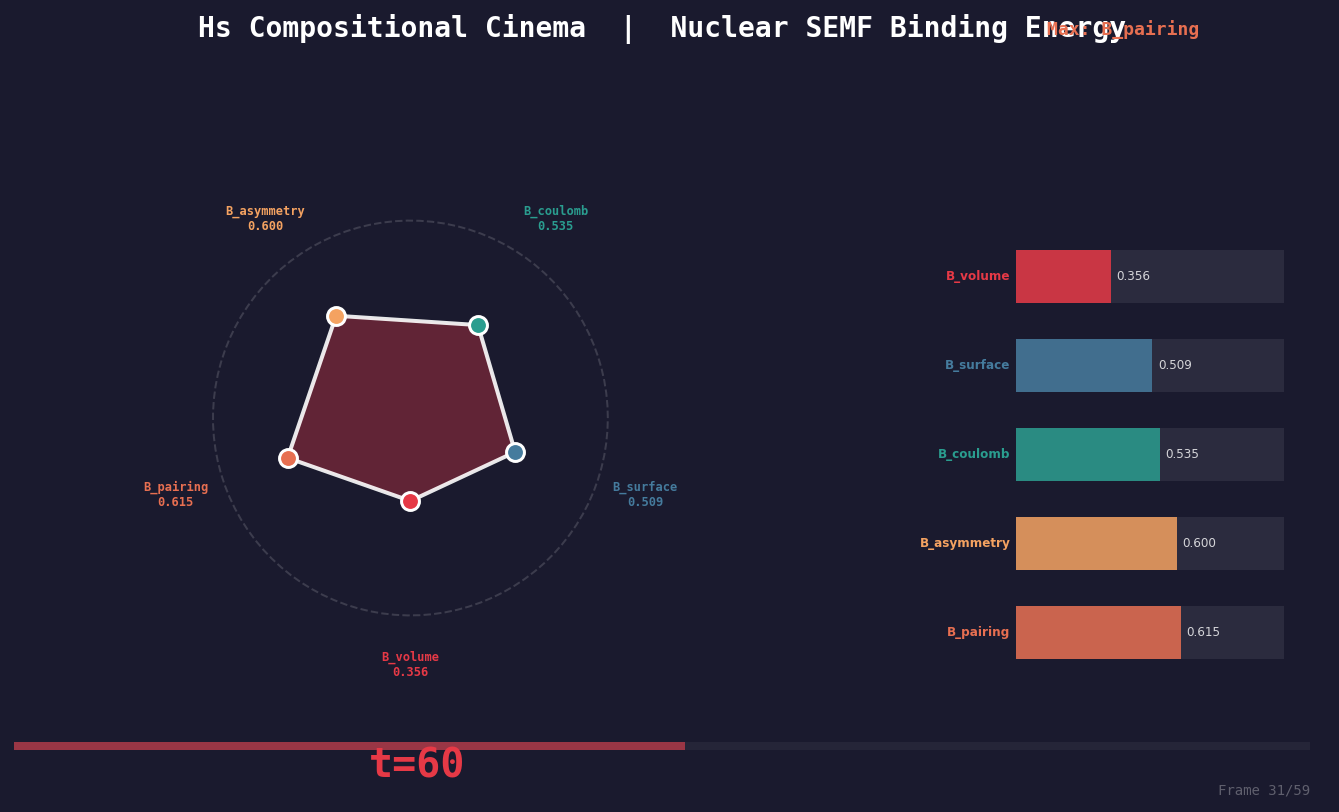 Hs Compositional Cinema | Nuclear SEMF Binding Energy
Max: B_pairing
B_asymmetry
0.600
B_coulomb
0.535
B_pairing
0.615
B_surface
0.509
B_volume
0.356
B_volume 0.356
B_surface 0.509
B_coulomb 0.535
B_asymmetry 0.600
B_pairing 0.615
t=60
Frame 31/59